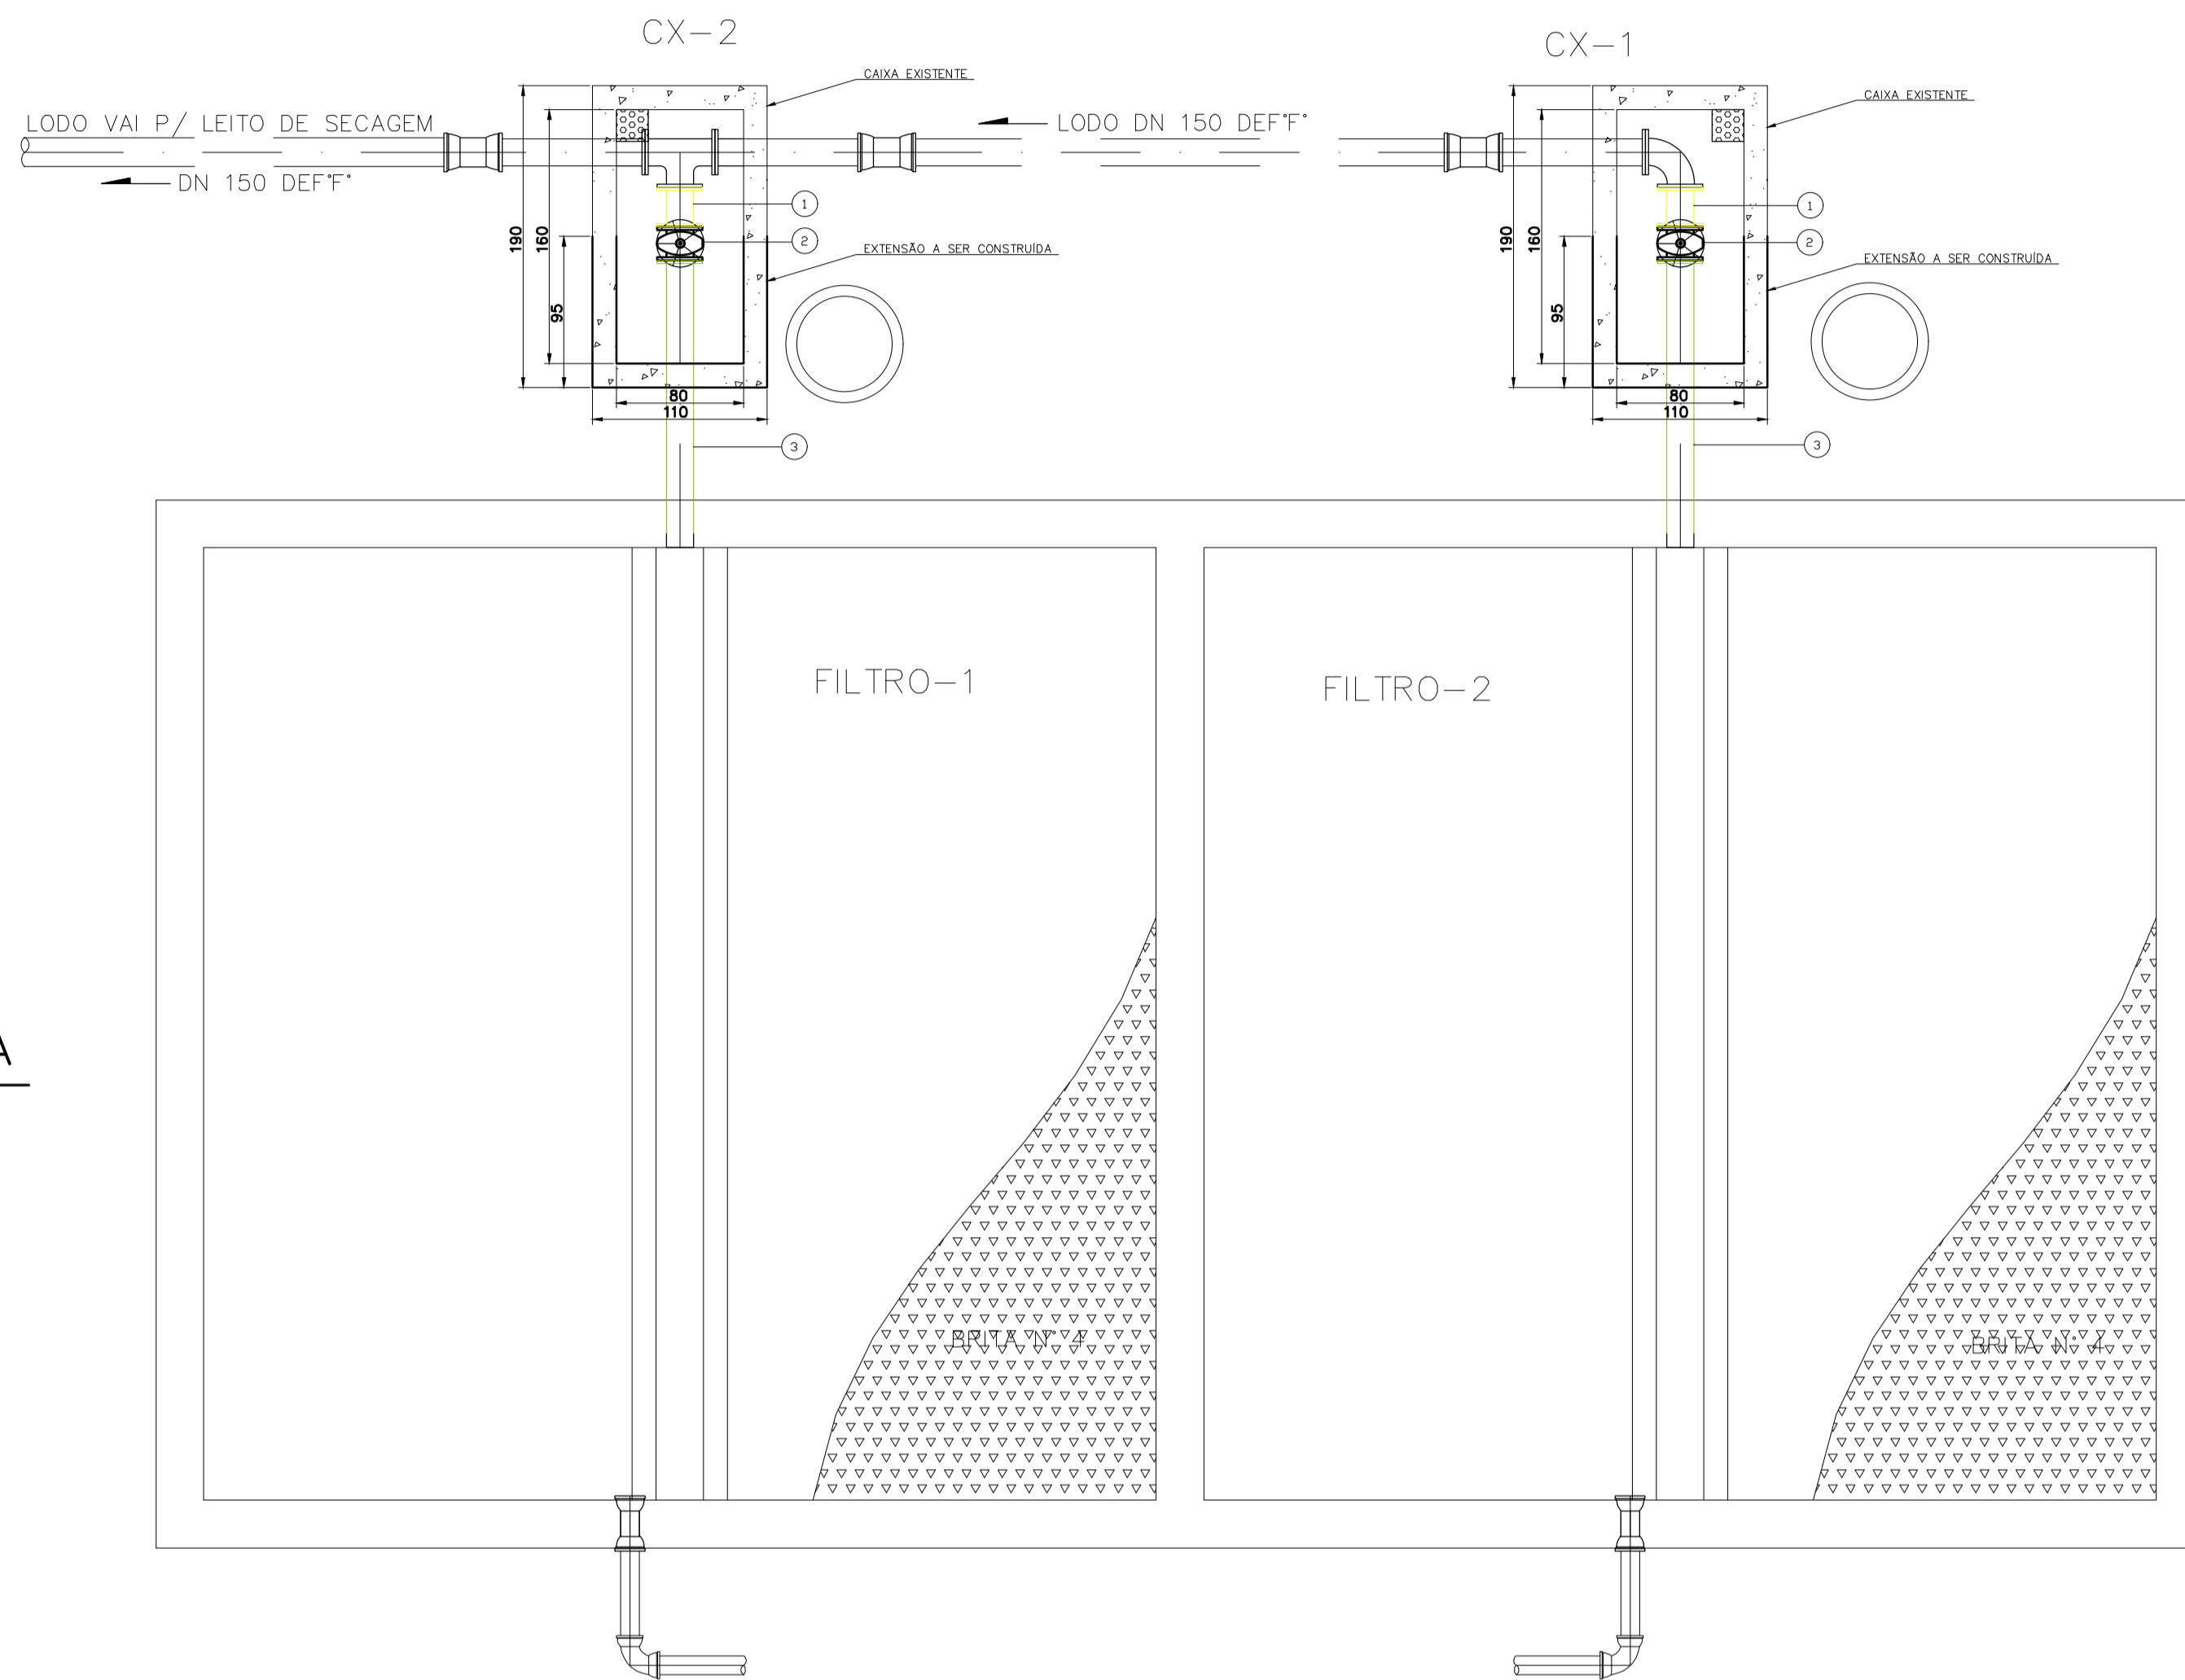 CX-2
CX-1
CAIXA EXISTENTE
CAIXA EXISTENTE
LODO VAI P/ LEITO DE SECAGEM
LODO DN 150 DEF°F°
DN 150 DEF°F°
1
1
2
2
190
160
95
190
160
95
EXTENSÃO A SER CONSTRUÍDA
EXTENSÃO A SER CONSTRUÍDA
80
110
80
110
3
3
FILTRO-1
FILTRO-2
A
BRITA N° 4
BRITA N° 4